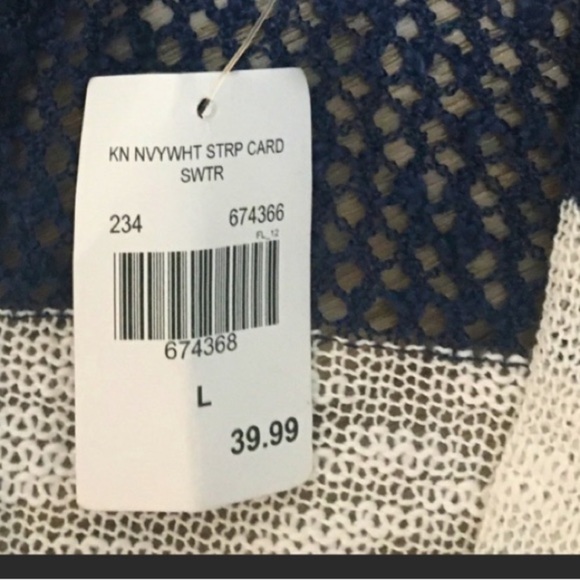 KN NVYWHT STRP CARD
SWTR
234 674366
FL_12
674368
L
39.99